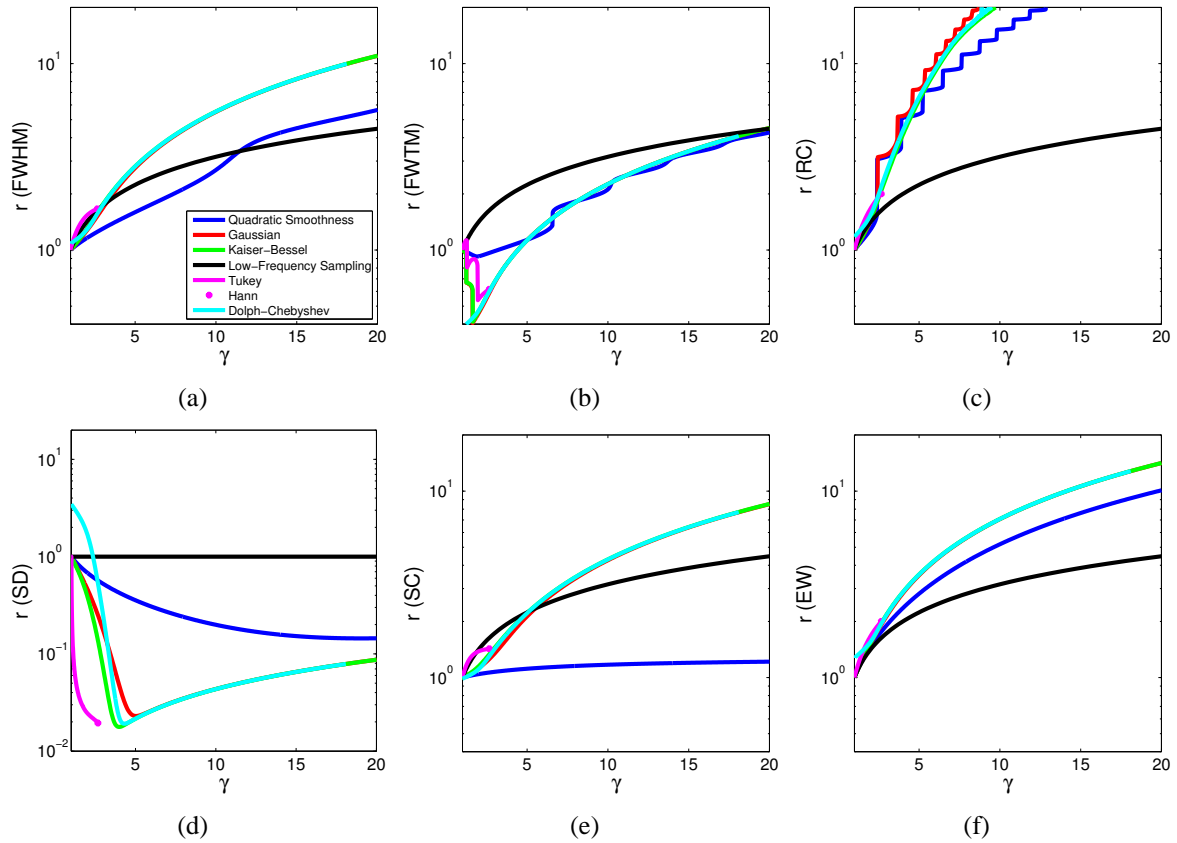 r (FWHM)
10^1
10^0
5
10
15
20
γ
Quadratic Smoothness
Gaussian
Kaiser−Bessel
Low−Frequency Sampling
Tukey
Hann
Dolph−Chebyshev
(a)
r (FWTM)
10^1
10^0
5
10
15
20
γ
(b)
r (RC)
10^1
10^0
5
10
15
20
γ
(c)
r (SD)
10^1
10^0
10^−1
10^−2
5
10
15
20
γ
(d)
r (SC)
10^1
10^0
5
10
15
20
γ
(e)
r (EW)
10^1
10^0
5
10
15
20
γ
(f)